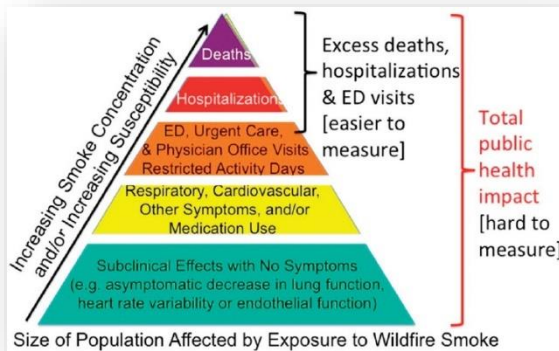 Increasing Smoke Concentration
and/or Increasing Susceptibility
Deaths
Hospitalizations
ED, Urgent Care,
& Physician Office Visits
Restricted Activity Days
Respiratory, Cardiovascular,
Other Symptoms, and/or
Medication Use
Subclinical Effects with No Symptoms
(e.g. asymptomatic decrease in lung function,
heart rate variability or endothelial function)
Excess deaths,
hospitalizations
& ED visits
[easier to
measure]
Total
public
health
impact
[hard to
measure]
Size of Population Affected by Exposure to Wildfire Smoke